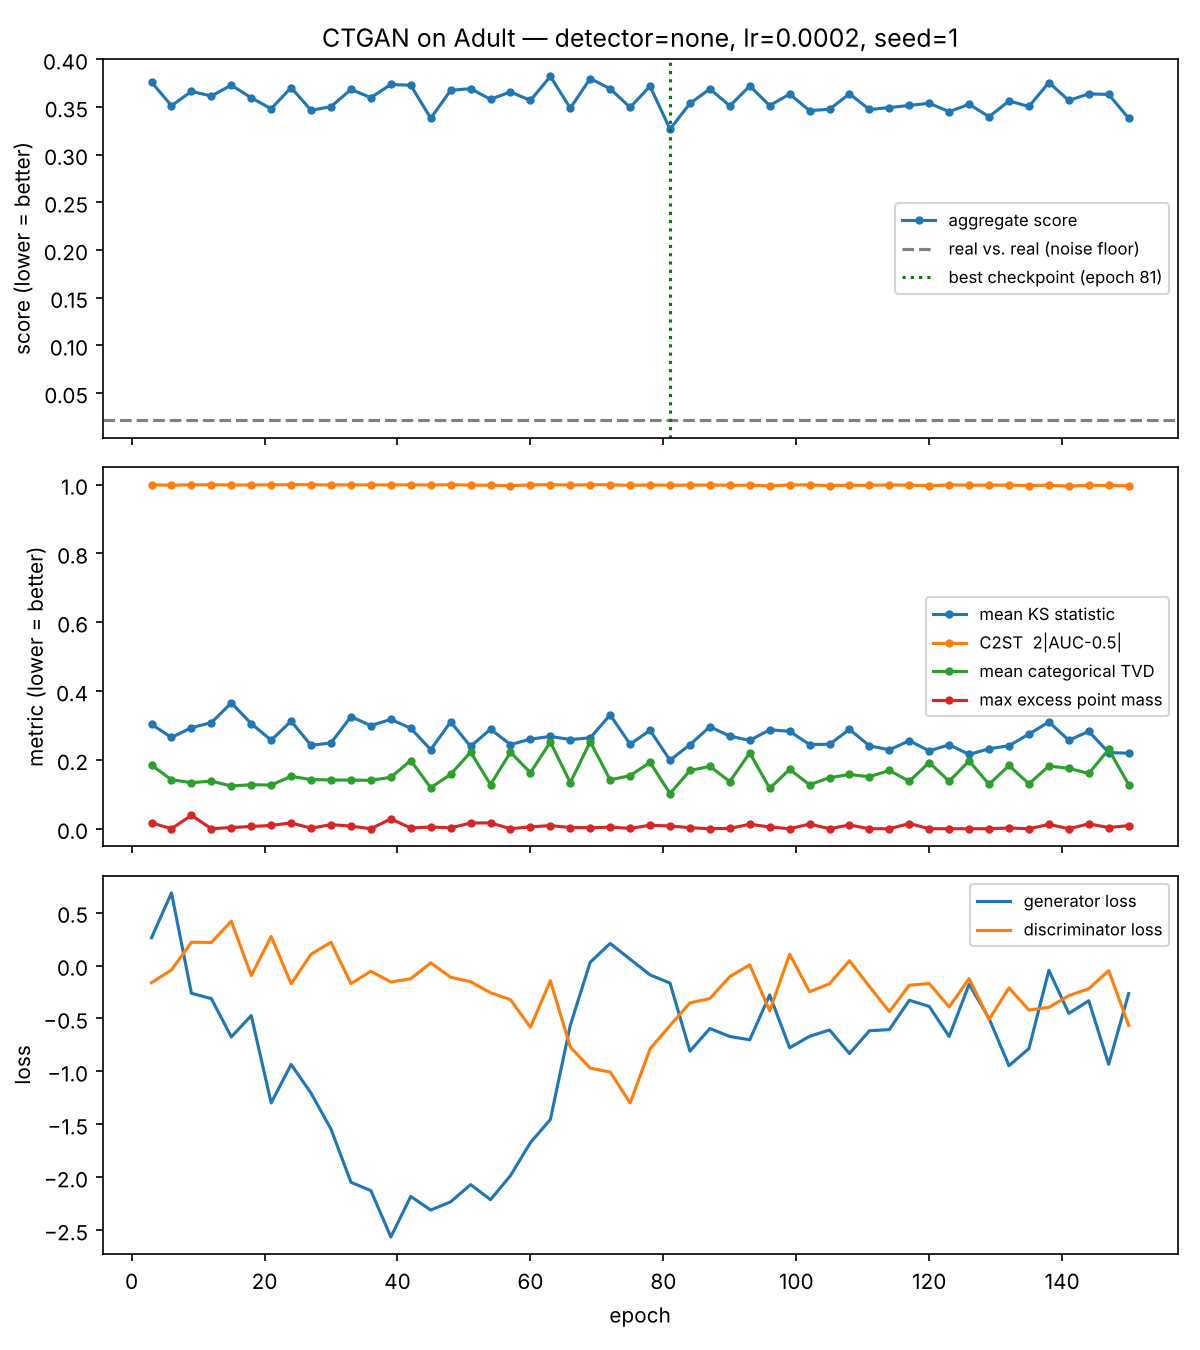 CTGAN on Adult — detector=none, lr=0.0002, seed=1
score (lower = better)
0.40
0.35
0.30
0.25
0.20
0.15
0.10
0.05
aggregate score
real vs. real (noise floor)
best checkpoint (epoch 81)
metric (lower = better)
1.0
0.8
0.6
0.4
0.2
0.0
mean KS statistic
C2ST  2|AUC-0.5|
mean categorical TVD
max excess point mass
loss
0.5
0.0
−0.5
−1.0
−1.5
−2.0
−2.5
generator loss
discriminator loss
0 20 40 60 80 100 120 140
epoch